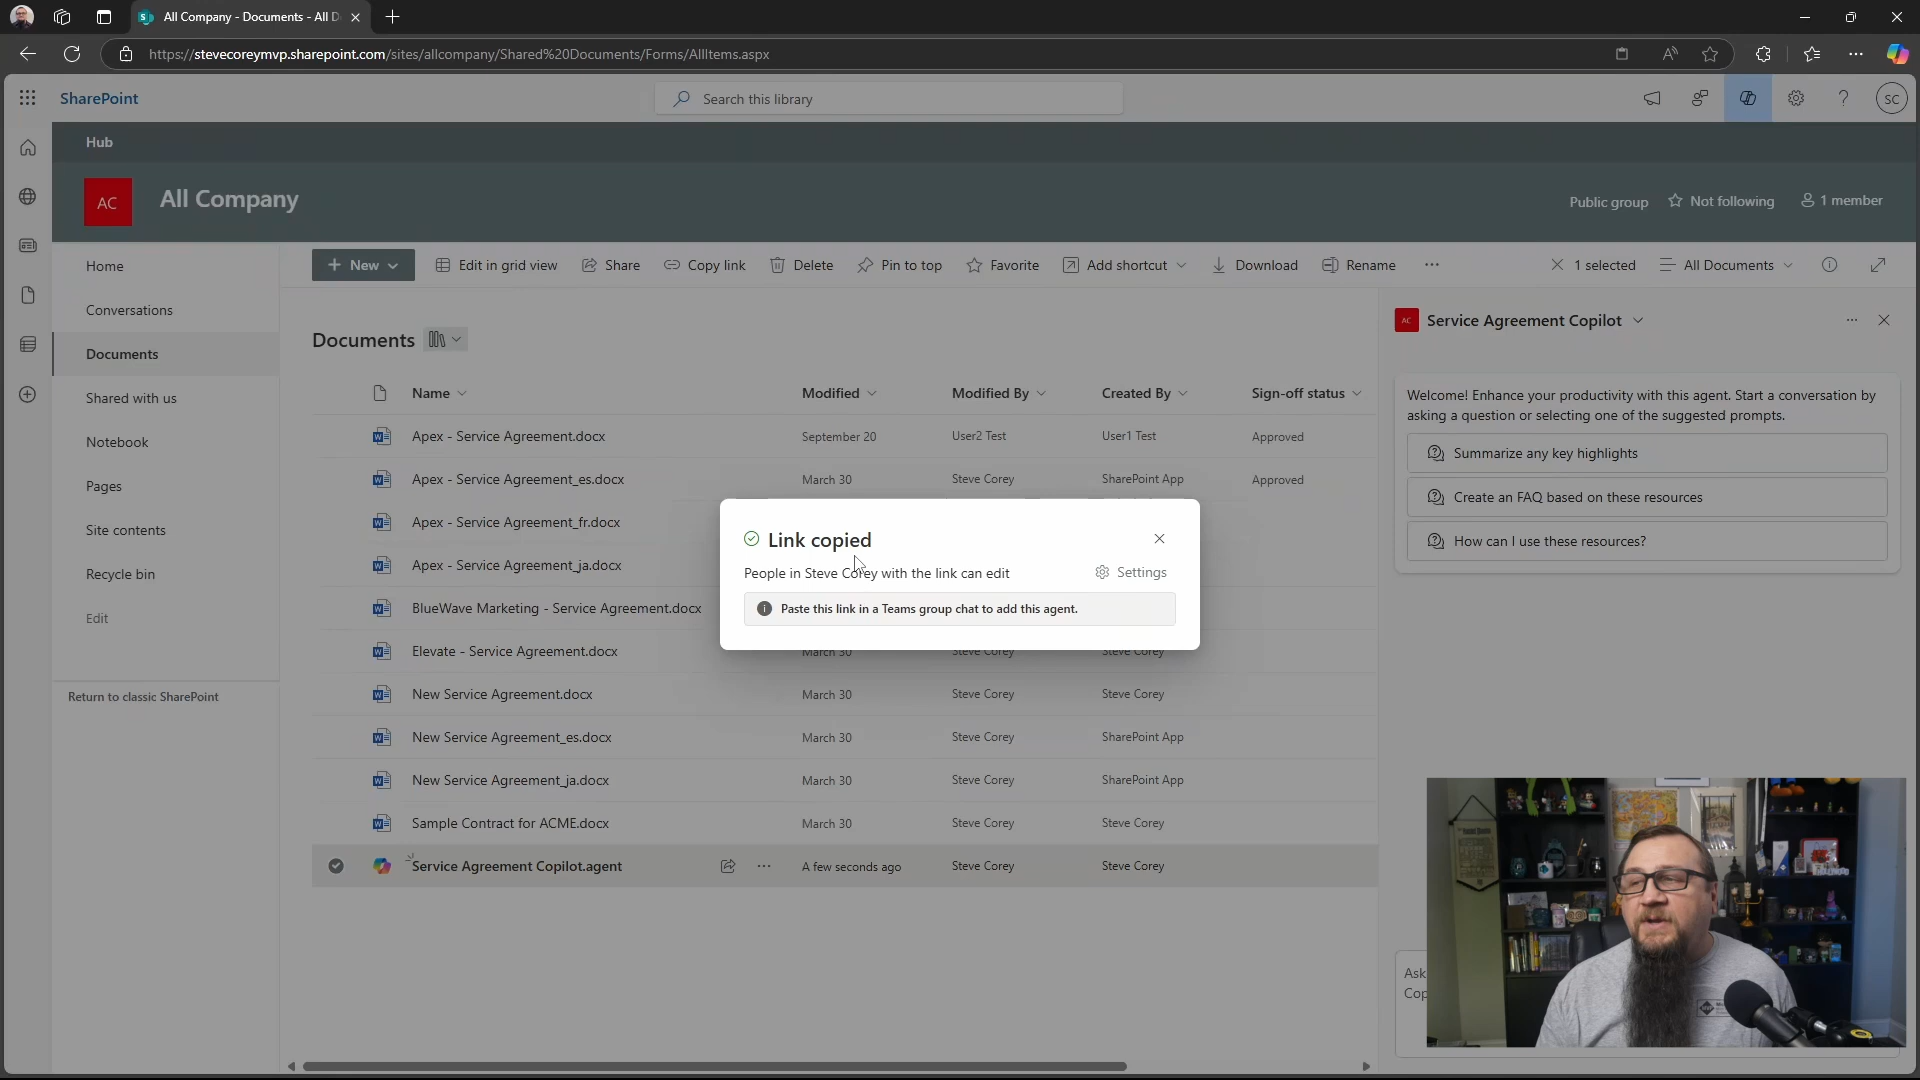 All Company - Documents - All D
https://stevecoreymvp.sharepoint.com/sites/allcompany/Shared%20Documents/Forms/AllItems.aspx
SharePoint
Search this library
SC
Hub
AC
All Company
Public group
Not following
1 member
Home
Conversations
Documents
Shared with us
Notebook
Pages
Site contents
Recycle bin
Edit
Return to classic SharePoint
New
Edit in grid view
Share
Copy link
Delete
Pin to top
Favorite
Add shortcut
Download
Rename
1 selected
All Documents
Documents
Name Modified Modified By Created By Sign-off status
Apex - Service Agreement.docx September 20 User2 Test User1 Test Approved
Apex - Service Agreement_es.docx March 30 Steve Corey SharePoint App Approved
Apex - Service Agreement_fr.docx
Apex - Service Agreement_ja.docx
BlueWave Marketing - Service Agreement.docx
Elevate - Service Agreement.docx March 30 Steve Corey Steve Corey
New Service Agreement.docx March 30 Steve Corey Steve Corey
New Service Agreement_es.docx March 30 Steve Corey SharePoint App
New Service Agreement_ja.docx March 30 Steve Corey SharePoint App
Sample Contract for ACME.docx March 30 Steve Corey Steve Corey
Service Agreement Copilot.agent A few seconds ago Steve Corey Steve Corey
Link copied
People in Steve Corey with the link can edit
Settings
Paste this link in a Teams group chat to add this agent.
AC
Service Agreement Copilot
Welcome! Enhance your productivity with this agent. Start a conversation by
asking a question or selecting one of the suggested prompts.
Summarize any key highlights
Create an FAQ based on these resources
How can I use these resources?
Ask
Cop